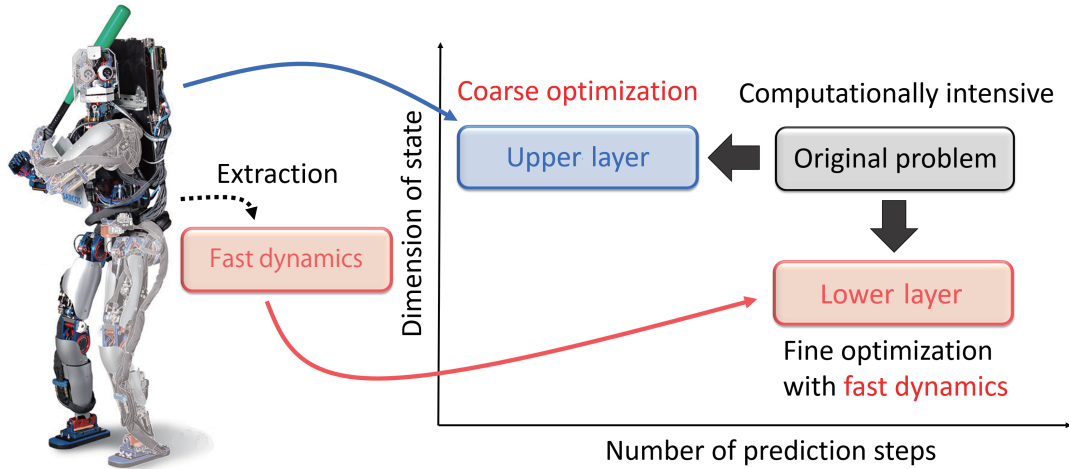 Coarse optimization
Computationally intensive
Upper layer
Original problem
Extraction
Fast dynamics
SARCOS
Dimension of state
Lower layer
Fine optimization
with fast dynamics
Number of prediction steps